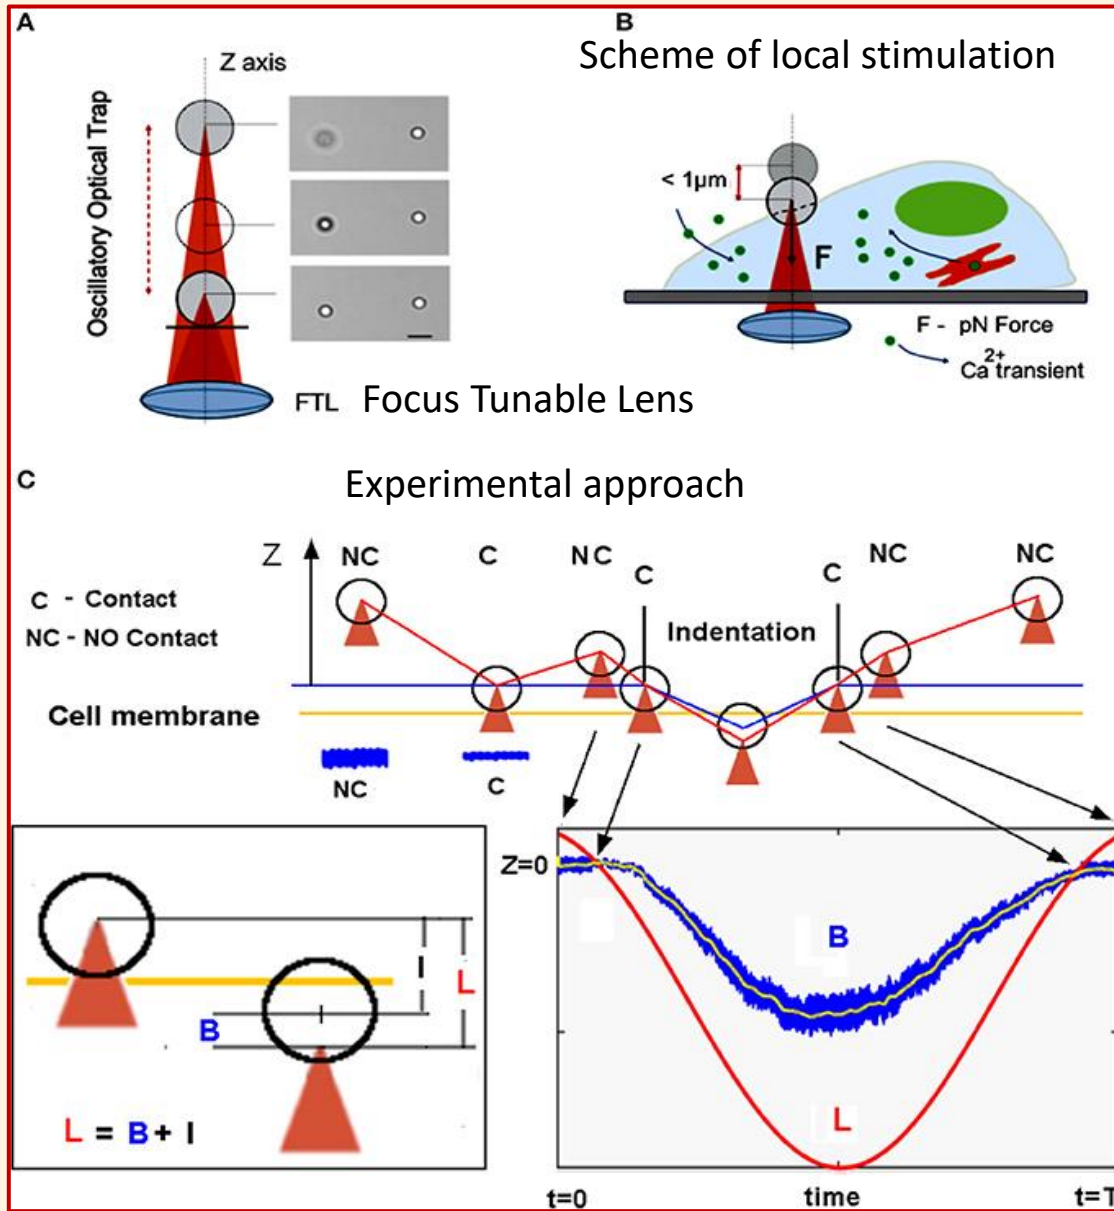 A
Z axis
Oscillatory Optical Trap
FTL
Focus Tunable Lens
B
Scheme of local stimulation
< 1µm
F
F - pN Force
Ca2+ transient
C
Experimental approach
Z
NC
C
NC
C
Indentation
C
NC
NC
C - Contact
NC - NO Contact
Cell membrane
NC
C
I
L
B
I
L = B + I
Z=0
B
L
t=0
time
t=T